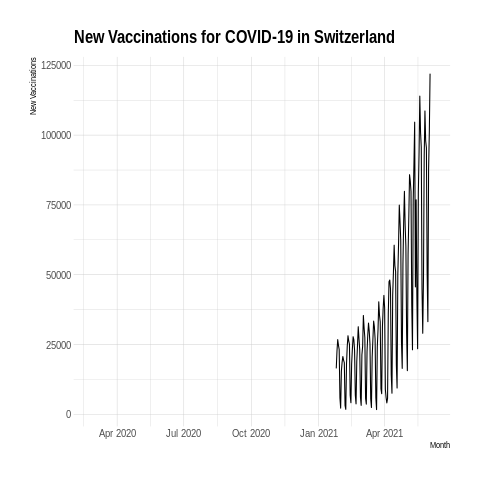 New Vaccinations for COVID-19 in Switzerland
New Vaccinations
125000
100000
75000
50000
25000
0
Apr 2020 Jul 2020 Oct 2020 Jan 2021 Apr 2021
Month